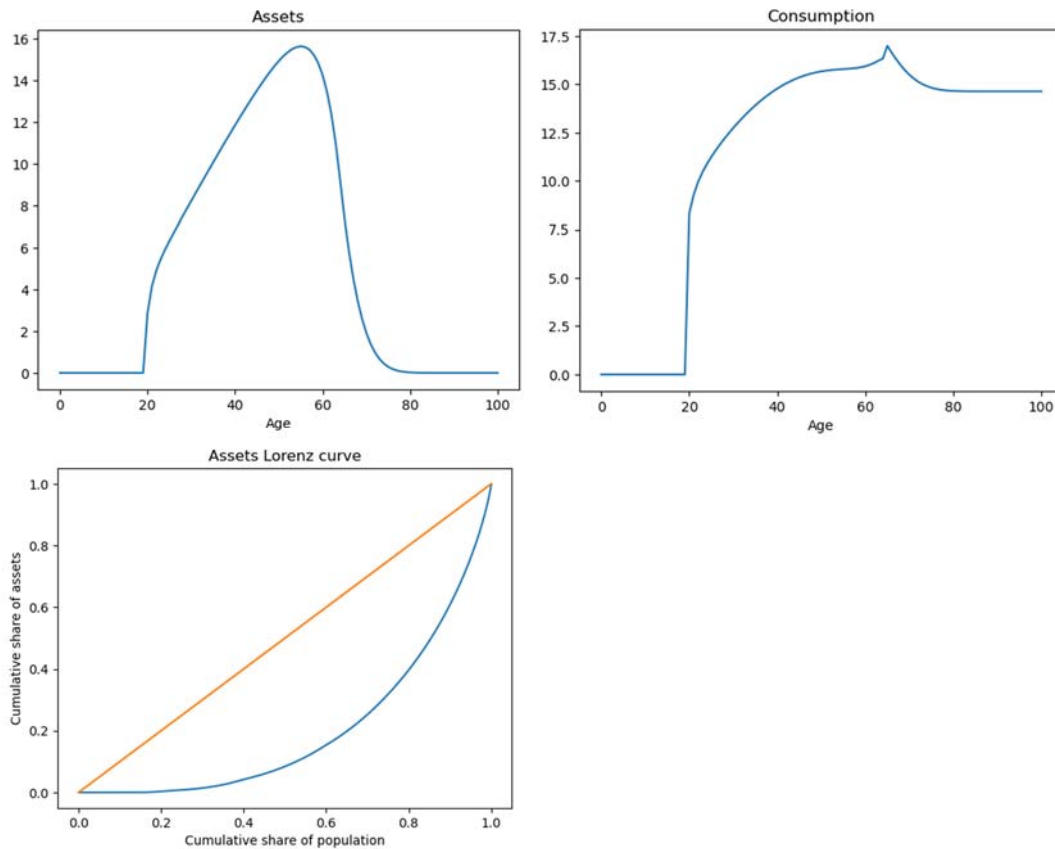 Assets
16
14
12
10
8
6
4
2
0
0 20 40 60 80 100
Age
Consumption
17.5
15.0
12.5
10.0
7.5
5.0
2.5
0.0
0 20 40 60 80 100
Age
Assets Lorenz curve
Cumulative share of assets
1.0
0.8
0.6
0.4
0.2
0.0
0.0 0.2 0.4 0.6 0.8 1.0
Cumulative share of population